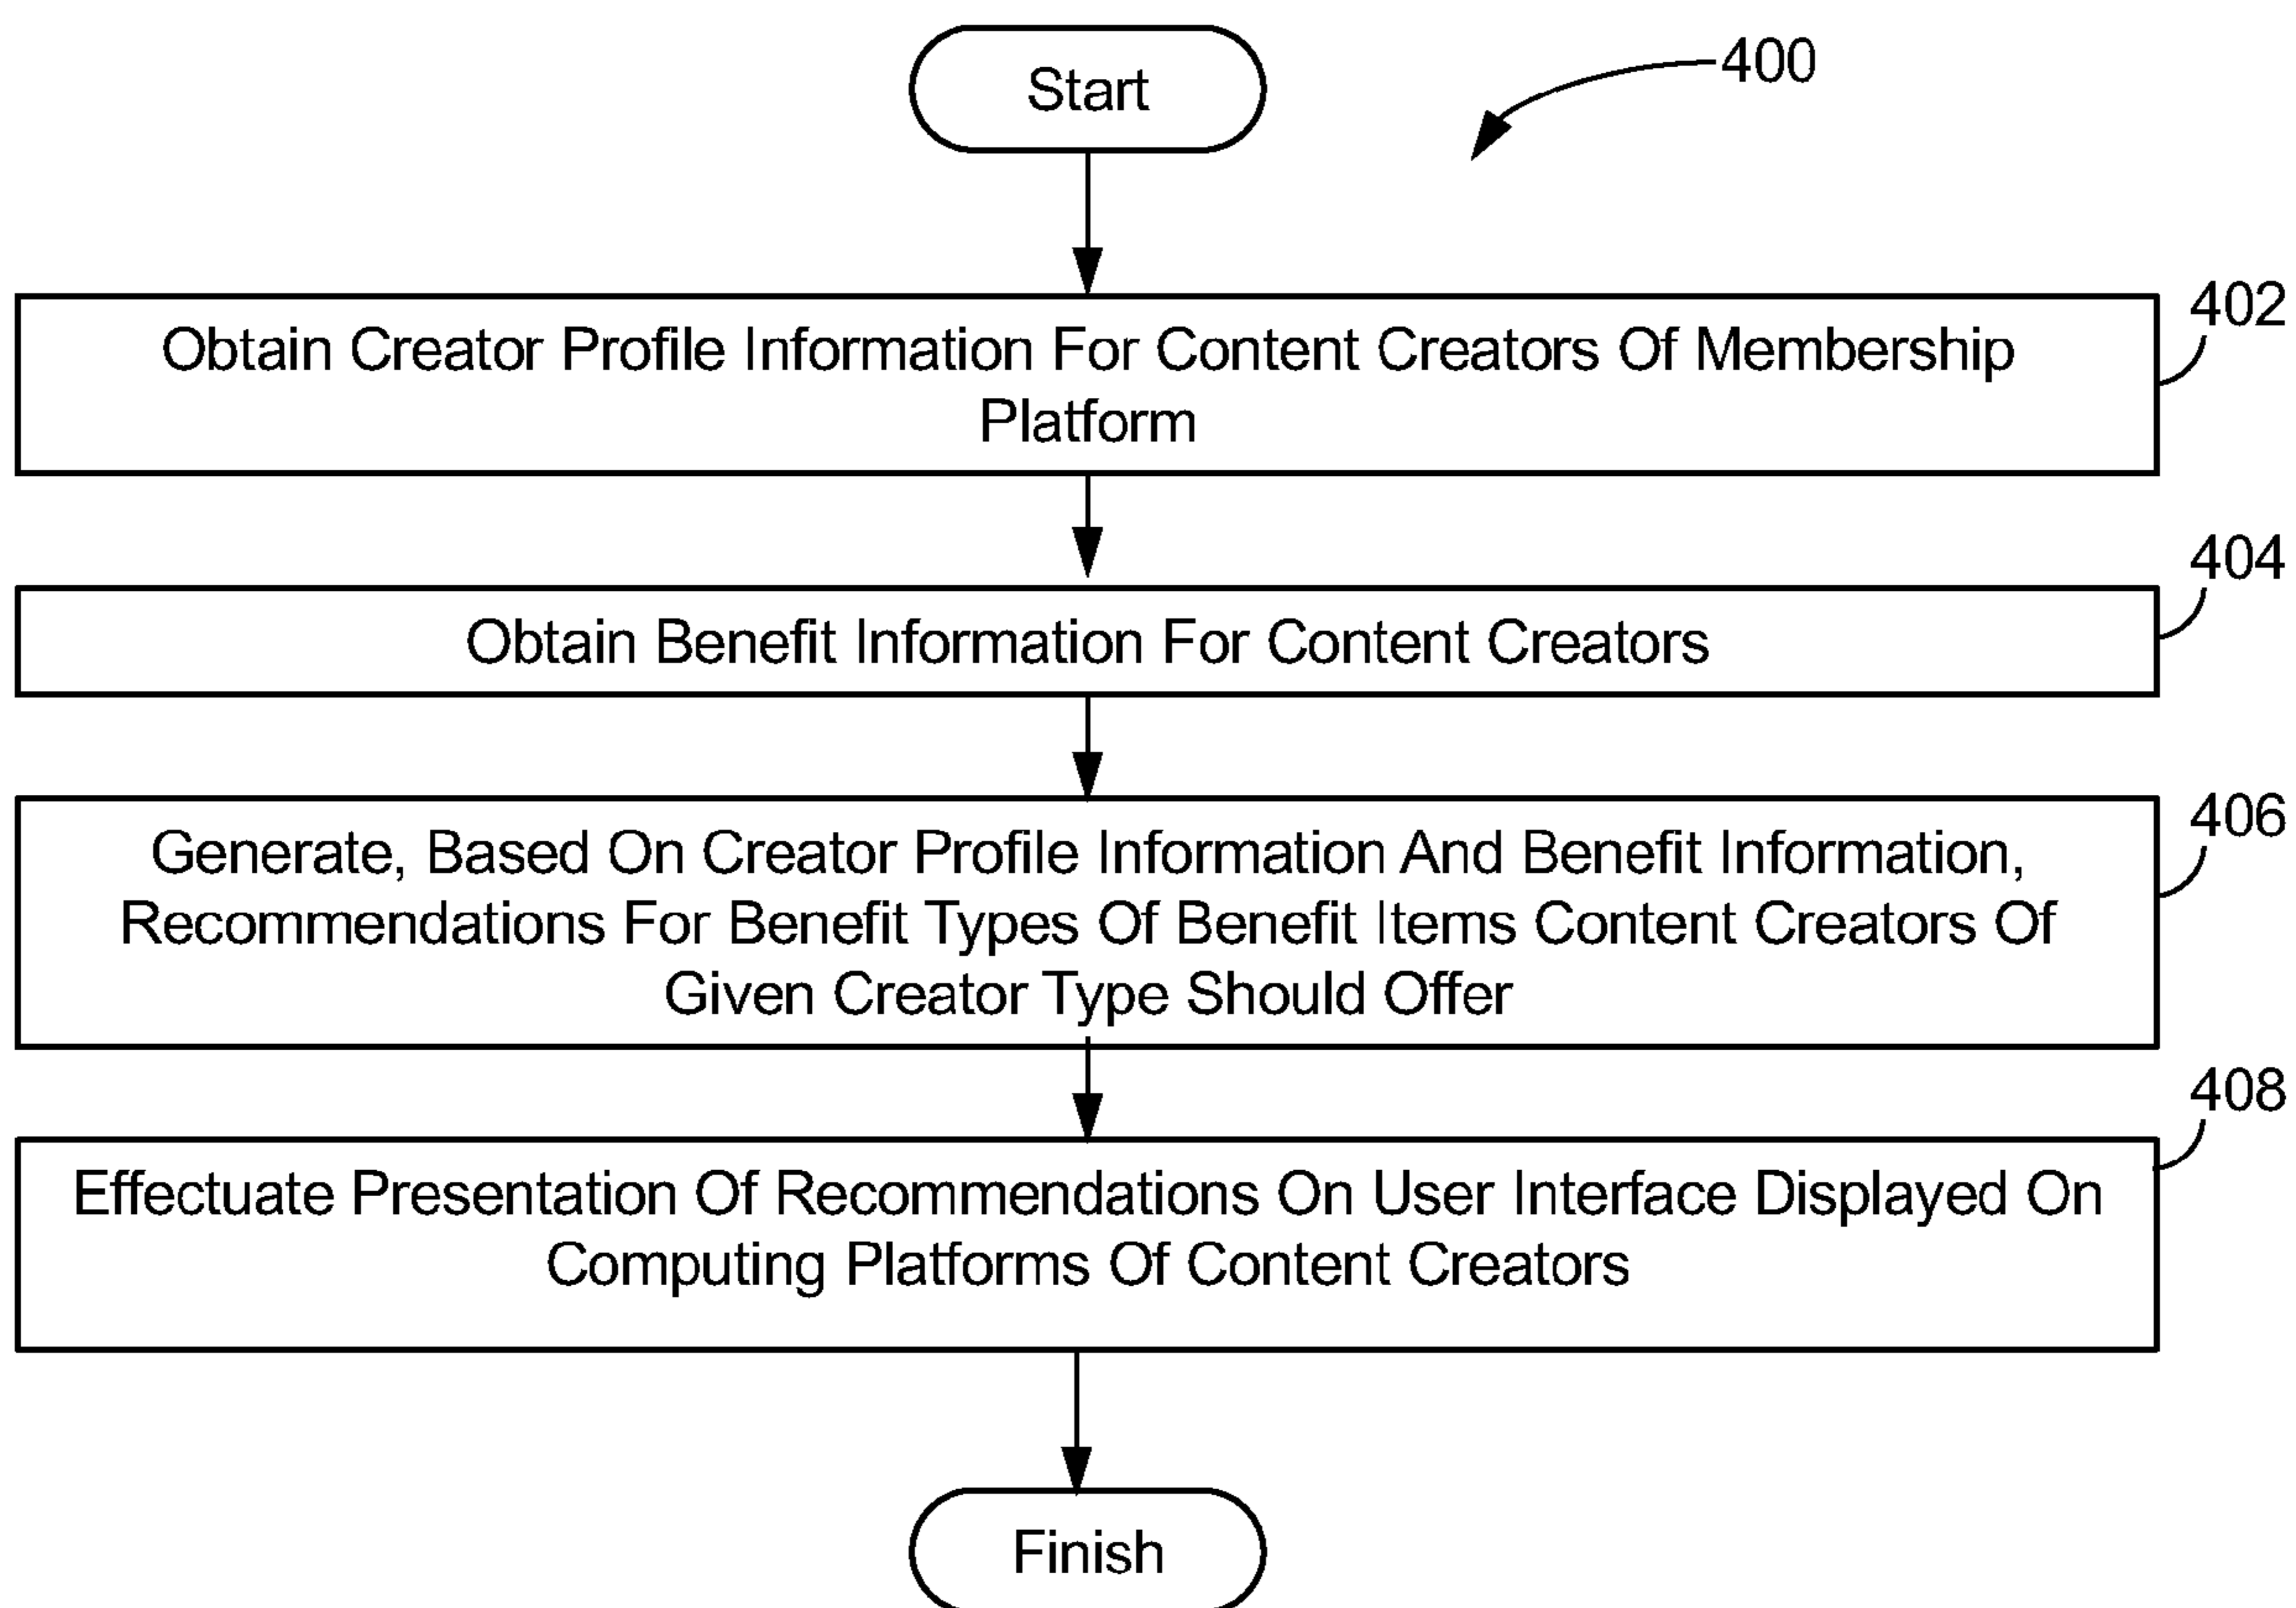 Start
400
402
Obtain Creator Profile Information For Content Creators Of Membership
Platform
404
Obtain Benefit Information For Content Creators
406
Generate, Based On Creator Profile Information And Benefit Information,
Recommendations For Benefit Types Of Benefit Items Content Creators Of
Given Creator Type Should Offer
408
Effectuate Presentation Of Recommendations On User Interface Displayed On
Computing Platforms Of Content Creators
Finish